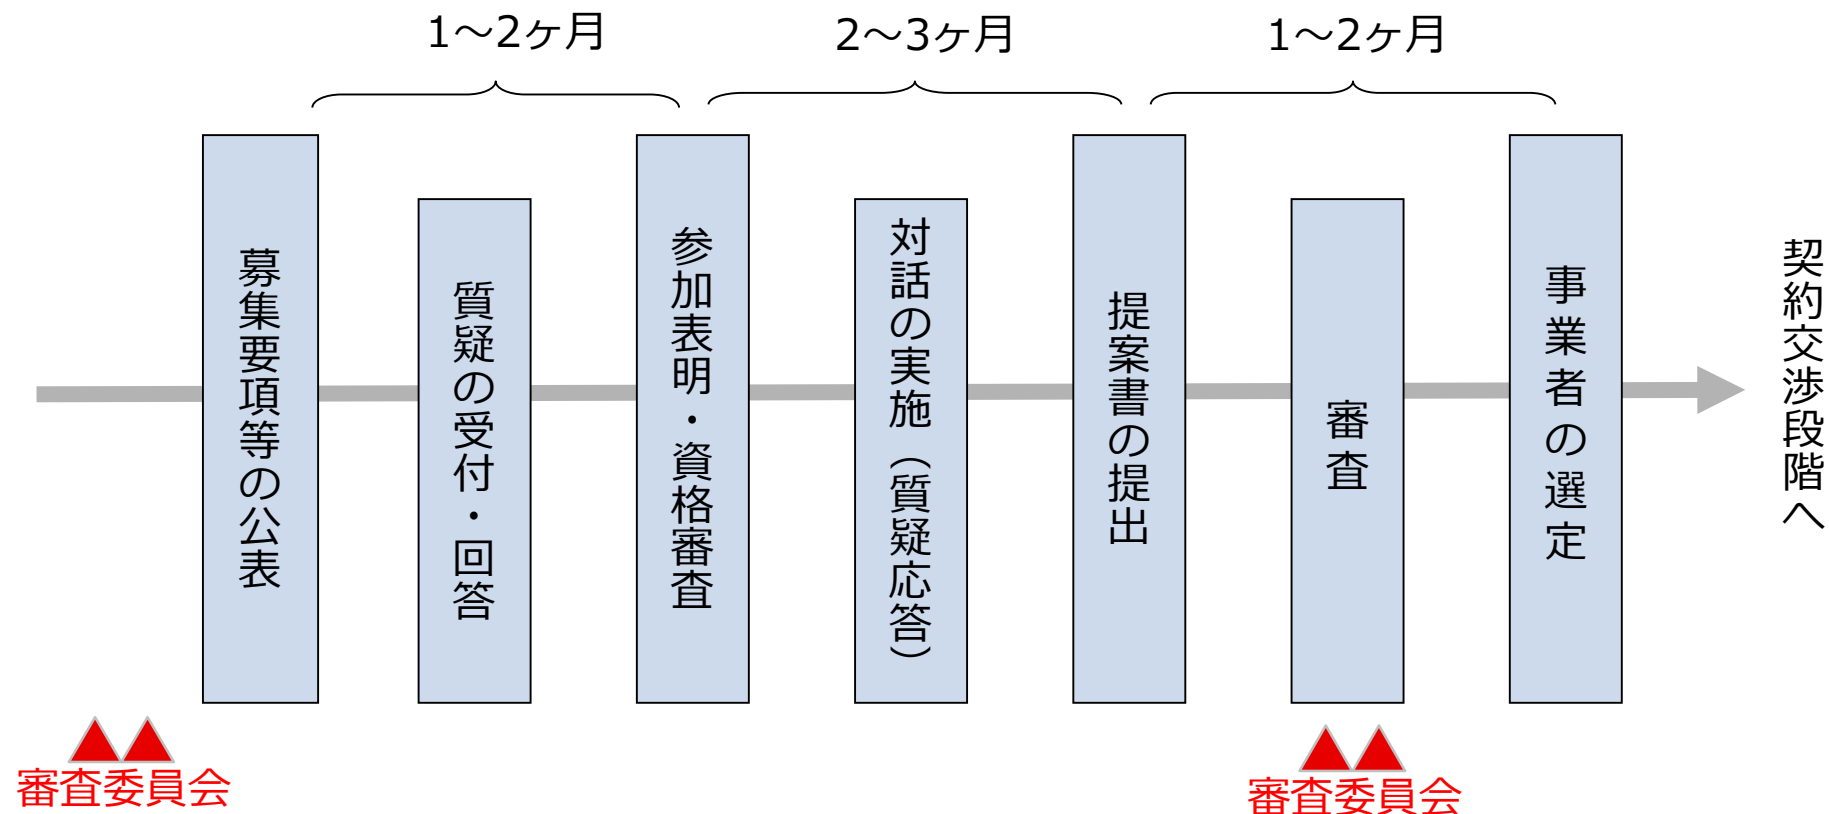 1～2ヶ月
2～3ヶ月
1～2ヶ月
募集要項等の公表
質疑の受付・回答
参加表明・資格審査
対話の実施（質疑応答）
提案書の提出
審査
事業者の選定
契約交渉段階へ
審査委員会
審査委員会